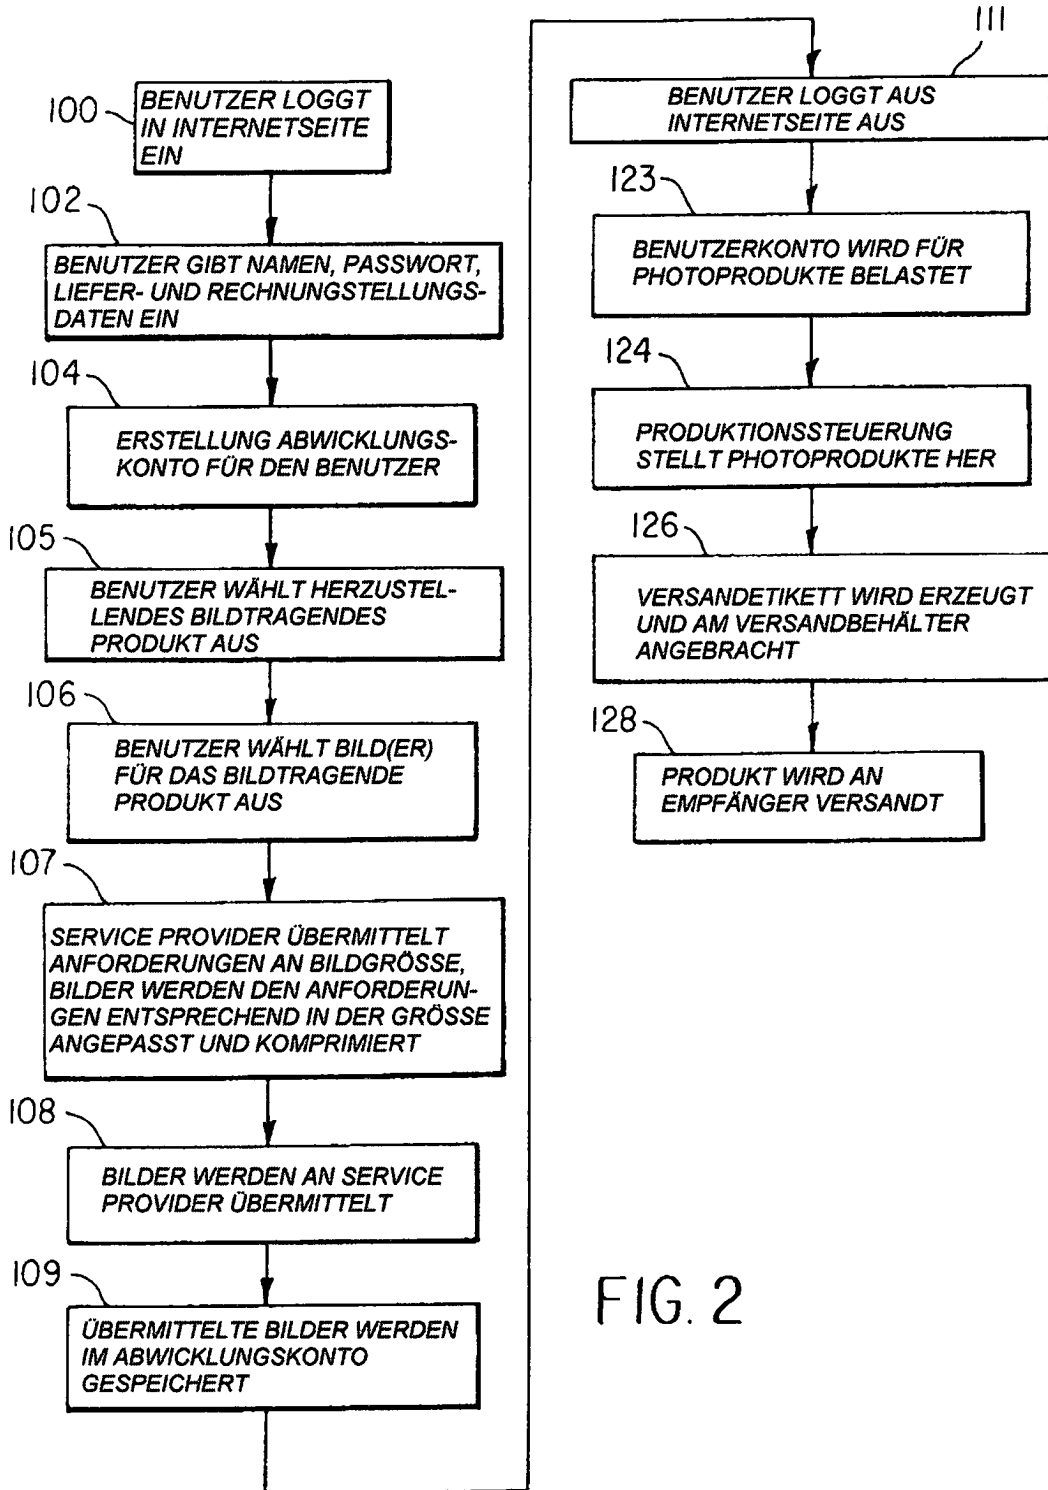 100
BENUTZER LOGGT
IN INTERNETSEITE
EIN
102
BENUTZER GIBT NAMEN, PASSWORT,
LIEFER- UND RECHNUNGSTELLUNGS-
DATEN EIN
104
ERSTELLUNG ABWICKLUNGS-
KONTO FÜR DEN BENUTZER
105
BENUTZER WÄHLT HERZUSTEL-
LENDES BILDTRAGENDES
PRODUKT AUS
106
BENUTZER WÄHLT BILD(ER)
FÜR DAS BILDTRAGENDE
PRODUKT AUS
107
SERVICE PROVIDER ÜBERMITTELT
ANFORDERUNGEN AN BILDGRÖSSE,
BILDER WERDEN DEN ANFORDERUN-
GEN ENTSPRECHEND IN DER GRÖSSE
ANGEPASST UND KOMPRIMIERT
108
BILDER WERDEN AN SERVICE
PROVIDER ÜBERMITTELT
109
ÜBERMITTELTE BILDER WERDEN
IM ABWICKLUNGSKONTO
GESPEICHERT
111
BENUTZER LOGGT AUS
INTERNETSEITE AUS
123
BENUTZERKONTO WIRD FÜR
PHOTOPRODUKTE BELASTET
124
PRODUKTIONSSTEUERUNG
STELLT PHOTOPRODUKTE HER
126
VERSANDETIKETT WIRD ERZEUGT
UND AM VERSANDBEHÄLTER
ANGEBRACHT
128
PRODUKT WIRD AN
EMPFÄNGER VERSANDT
FIG. 2